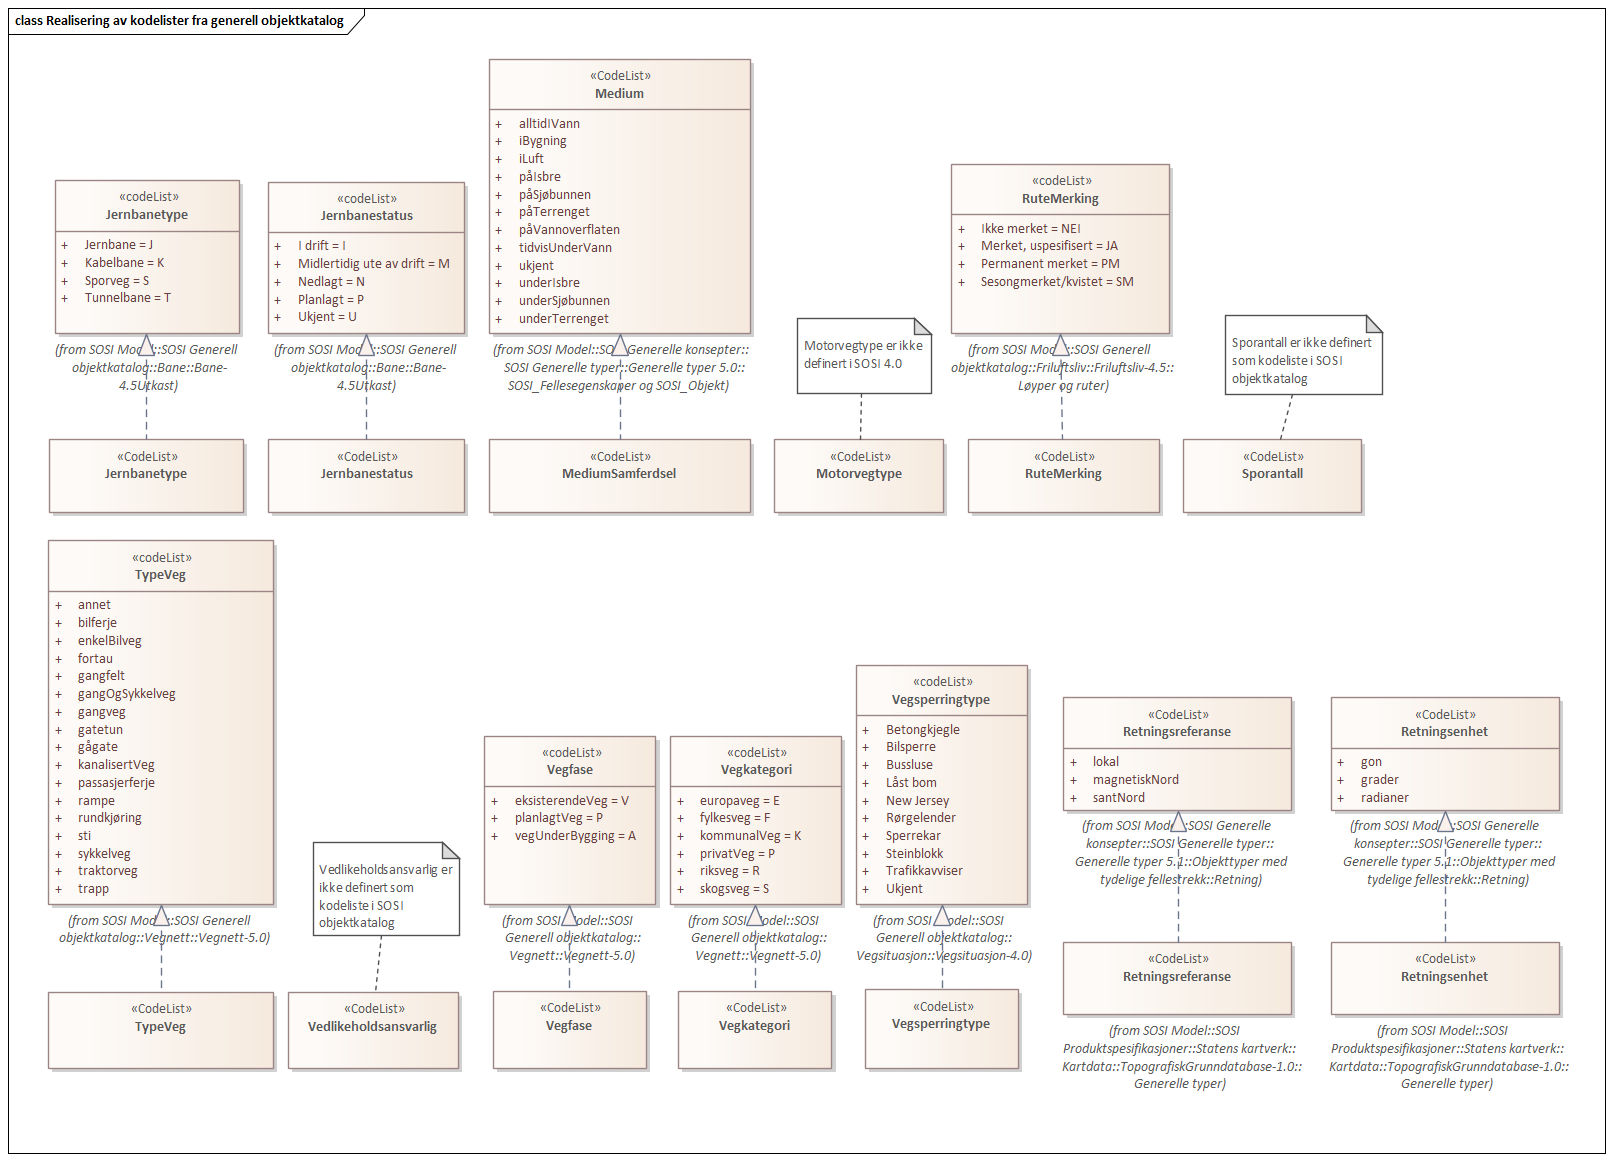 class Realisering av kodelister fra generell objektkatalog
«CodeList»
Medium
+ alltidIVann
+ iBygning
+ iLuft
+ påIsbre
+ påSjøbunnen
+ påTerrenget
+ påVannoverflaten
+ tidvisUnderVann
+ ukjent
+ underIsbre
+ underSjøbunnen
+ underTerrenget
(from SOSI Model::SOSI Generelle konsepter::
SOSI Generelle typer::Generelle typer 5.0::
SOSI_Fellesegenskaper og SOSI_Objekt)
«codeList»
Jernbanetype
+ Jernbane = J
+ Kabelbane = K
+ Sporveg = S
+ Tunnelbane = T
(from SOSI Model::SOSI Generell
objektkatalog::Bane::Bane-
4.5Utkast)
«codeList»
Jernbanestatus
+ I drift = I
+ Midlertidig ute av drift = M
+ Nedlagt = N
+ Planlagt = P
+ Ukjent = U
(from SOSI Model::SOSI Generell
objektkatalog::Bane::Bane-
4.5Utkast)
«codeList»
RuteMerking
+ Ikke merket = NEI
+ Merket, uspesifisert = JA
+ Permanent merket = PM
+ Sesongmerket/kvistet = SM
(from SOSI Model::SOSI Generell
objektkatalog::Friluftsliv::Friluftsliv-4.5::
Løyper og ruter)
Motorvegtype er ikke
definert i SOSI 4.0
Sporantall er ikke definert
som kodeliste i SOSI
objektkatalog
«CodeList»
Jernbanetype
«CodeList»
Jernbanestatus
«CodeList»
MediumSamferdsel
«CodeList»
Motorvegtype
«CodeList»
RuteMerking
«CodeList»
Sporantall
«codeList»
TypeVeg
+ annet
+ bilferje
+ enkelBilveg
+ fortau
+ gangfelt
+ gangOgSykkelveg
+ gangveg
+ gatetun
+ gågate
+ kanalisertVeg
+ passasjerferje
+ rampe
+ rundkjøring
+ sti
+ sykkelveg
+ traktorveg
+ trapp
(from SOSI Model::SOSI Generell
objektkatalog::Vegnett::Vegnett-5.0)
Vedlikeholdsansvarlig er
ikke definert som
kodeliste i SOSI
objektkatalog
«codeList»
Vegfase
+ eksisterendeVeg = V
+ planlagtVeg = P
+ vegUnderBygging = A
(from SOSI Model::SOSI
Generell objektkatalog::
Vegnett::Vegnett-5.0)
«codeList»
Vegkategori
+ europaveg = E
+ fylkesveg = F
+ kommunalVeg = K
+ privatVeg = P
+ riksveg = R
+ skogsveg = S
(from SOSI Model::SOSI
Generell objektkatalog::
Vegnett::Vegnett-5.0)
«codeList»
Vegsperringtype
+ Betongkjegle
+ Bilsperre
+ Bussluse
+ Låst bom
+ New Jersey
+ Rørgelender
+ Sperrekar
+ Steinblokk
+ Trafikkavviser
+ Ukjent
(from SOSI Model::SOSI
Generell objektkatalog::
Vegsituasjon::Vegsituasjon-4.0)
«CodeList»
Retningsreferanse
+ lokal
+ magnetiskNord
+ santNord
(from SOSI Model::SOSI Generelle
konsepter::SOSI Generelle typer::
Generelle typer 5.1::Objekttyper med
tydelige fellestrekk::Retning)
«CodeList»
Retningsenhet
+ gon
+ grader
+ radianer
(from SOSI Model::SOSI Generelle
konsepter::SOSI Generelle typer::
Generelle typer 5.1::Objekttyper med
tydelige fellestrekk::Retning)
«CodeList»
TypeVeg
«CodeList»
Vedlikeholdsansvarlig
«CodeList»
Vegfase
«CodeList»
Vegkategori
«CodeList»
Vegsperringtype
«CodeList»
Retningsreferanse
(from SOSI Model::SOSI
Produktspesifikasjoner::Statens kartverk::
Kartdata::TopografiskGrunndatabase-1.0::
Generelle typer)
«CodeList»
Retningsenhet
(from SOSI Model::SOSI
Produktspesifikasjoner::Statens kartverk::
Kartdata::TopografiskGrunndatabase-1.0::
Generelle typer)